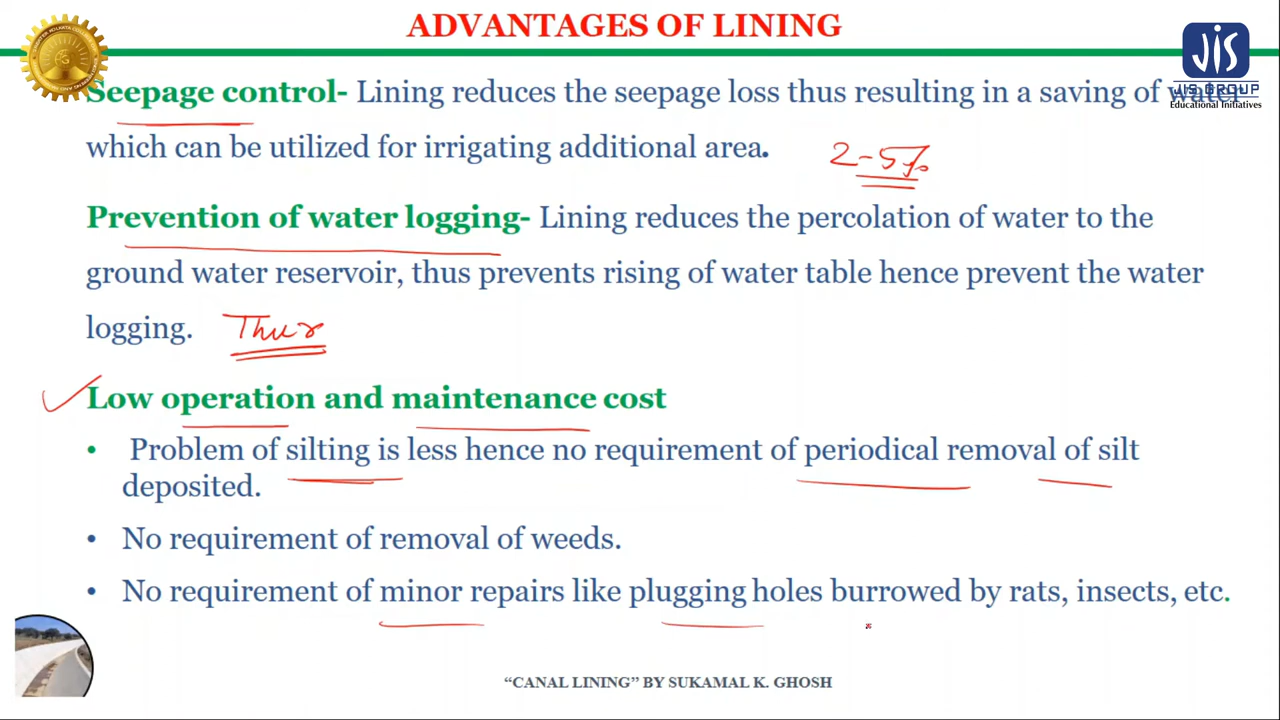 ADVANTAGES OF LINING
JIS
JIS GROUP
Educational Initiatives
Seepage control- Lining reduces the seepage loss thus resulting in a saving of water
which can be utilized for irrigating additional area.
2-5%
Prevention of water logging- Lining reduces the percolation of water to the
ground water reservoir, thus prevents rising of water table hence prevent the water
logging.
Thur
Low operation and maintenance cost
• Problem of silting is less hence no requirement of periodical removal of silt
deposited.
• No requirement of removal of weeds.
• No requirement of minor repairs like plugging holes burrowed by rats, insects, etc.
“CANAL LINING” BY SUKAMAL K. GHOSH